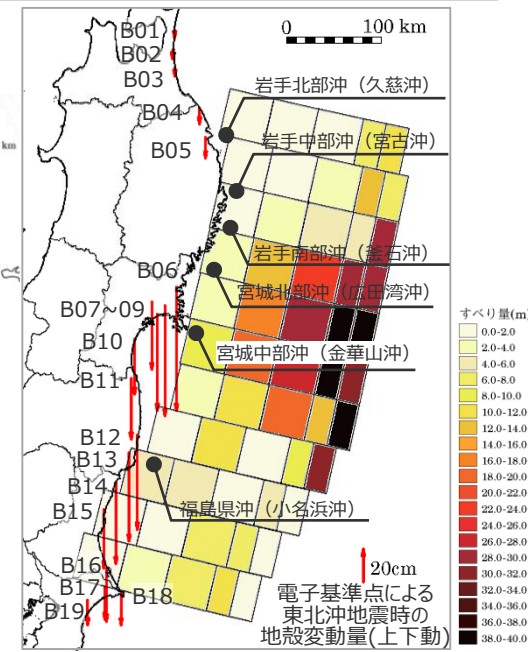 B01
B02
B03
B04
B05
B06
B07~09
B10
B11
B12
B13
B14
B15
B16
B17
B18
B19
0 100 km
km
岩手北部沖（久慈沖）
岩手中部沖（宮古沖）
岩手南部沖（釜石沖）
宮城北部沖（広田湾沖）
宮城中部沖（金華山沖）
福島県沖（小名浜沖）
20cm
電子基準点による
東北沖地震時の
地殻変動量(上下動)
すべり量(m)
0.0-2.0
2.0-4.0
4.0-6.0
6.0-8.0
8.0-10.0
10.0-12.0
12.0-14.0
14.0-16.0
16.0-18.0
18.0-20.0
20.0-22.0
22.0-24.0
24.0-26.0
26.0-28.0
28.0-30.0
30.0-32.0
32.0-34.0
34.0-36.0
36.0-38.0
38.0-40.0